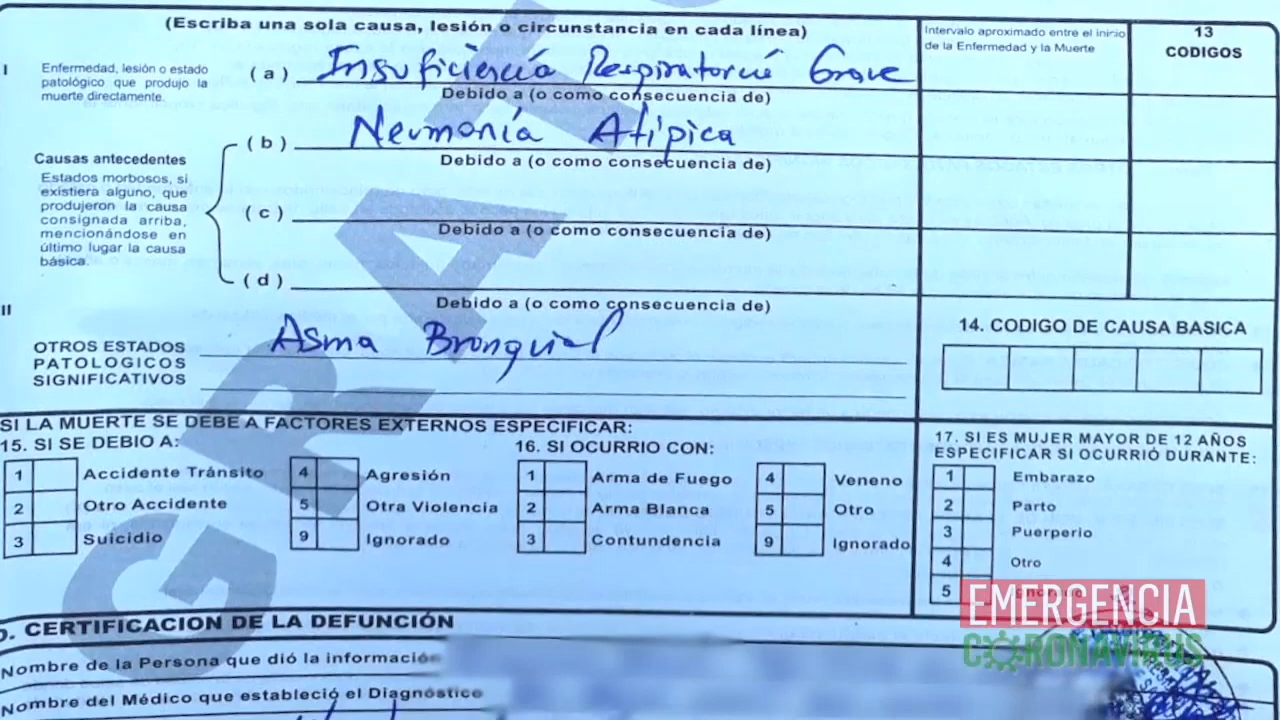 (Escriba una sola causa, lesión o circunstancia en cada línea)
Intervalo aproximado entre el inicio
de la Enfermedad y la Muerte
13
CODIGOS
I
Enfermedad, lesión o estado
patológico que produjo la
muerte directamente.
(a) Insuficiencia Respiratoria Grave
Debido a (o como consecuencia de)
(b) Neumonía Atípica
Debido a (o como consecuencia de)
Causas antecedentes
Estados morbosos, si
existiera alguno, que
produjeron la causa
consignada arriba,
mencionándose en
último lugar la causa
básica.
(c)
Debido a (o como consecuencia de)
(d)
Debido a (o como consecuencia de)
II
OTROS ESTADOS
PATOLOGICOS
SIGNIFICATIVOS
Asma Bronquial
14. CODIGO DE CAUSA BASICA
GRATIS
SI LA MUERTE SE DEBE A FACTORES EXTERNOS ESPECIFICAR:
15. SI SE DEBIO A:
1 Accidente Tránsito
2 Otro Accidente
3 Suicidio
4 Agresión
5 Otra Violencia
9 Ignorado
16. SI OCURRIO CON:
1 Arma de Fuego
2 Arma Blanca
3 Contundencia
4 Veneno
5 Otro
9 Ignorado
17. SI ES MUJER MAYOR DE 12 AÑOS
ESPECIFICAR SI OCURRIÓ DURANTE:
1 Embarazo
2 Parto
3 Puerperio
4 Otro
5
EMERGENCIA
CORONAVIRUS
D. CERTIFICACION DE LA DEFUNCIÓN
Nombre de la Persona que dió la información
Nombre del Médico que estableció el Diagnóstico